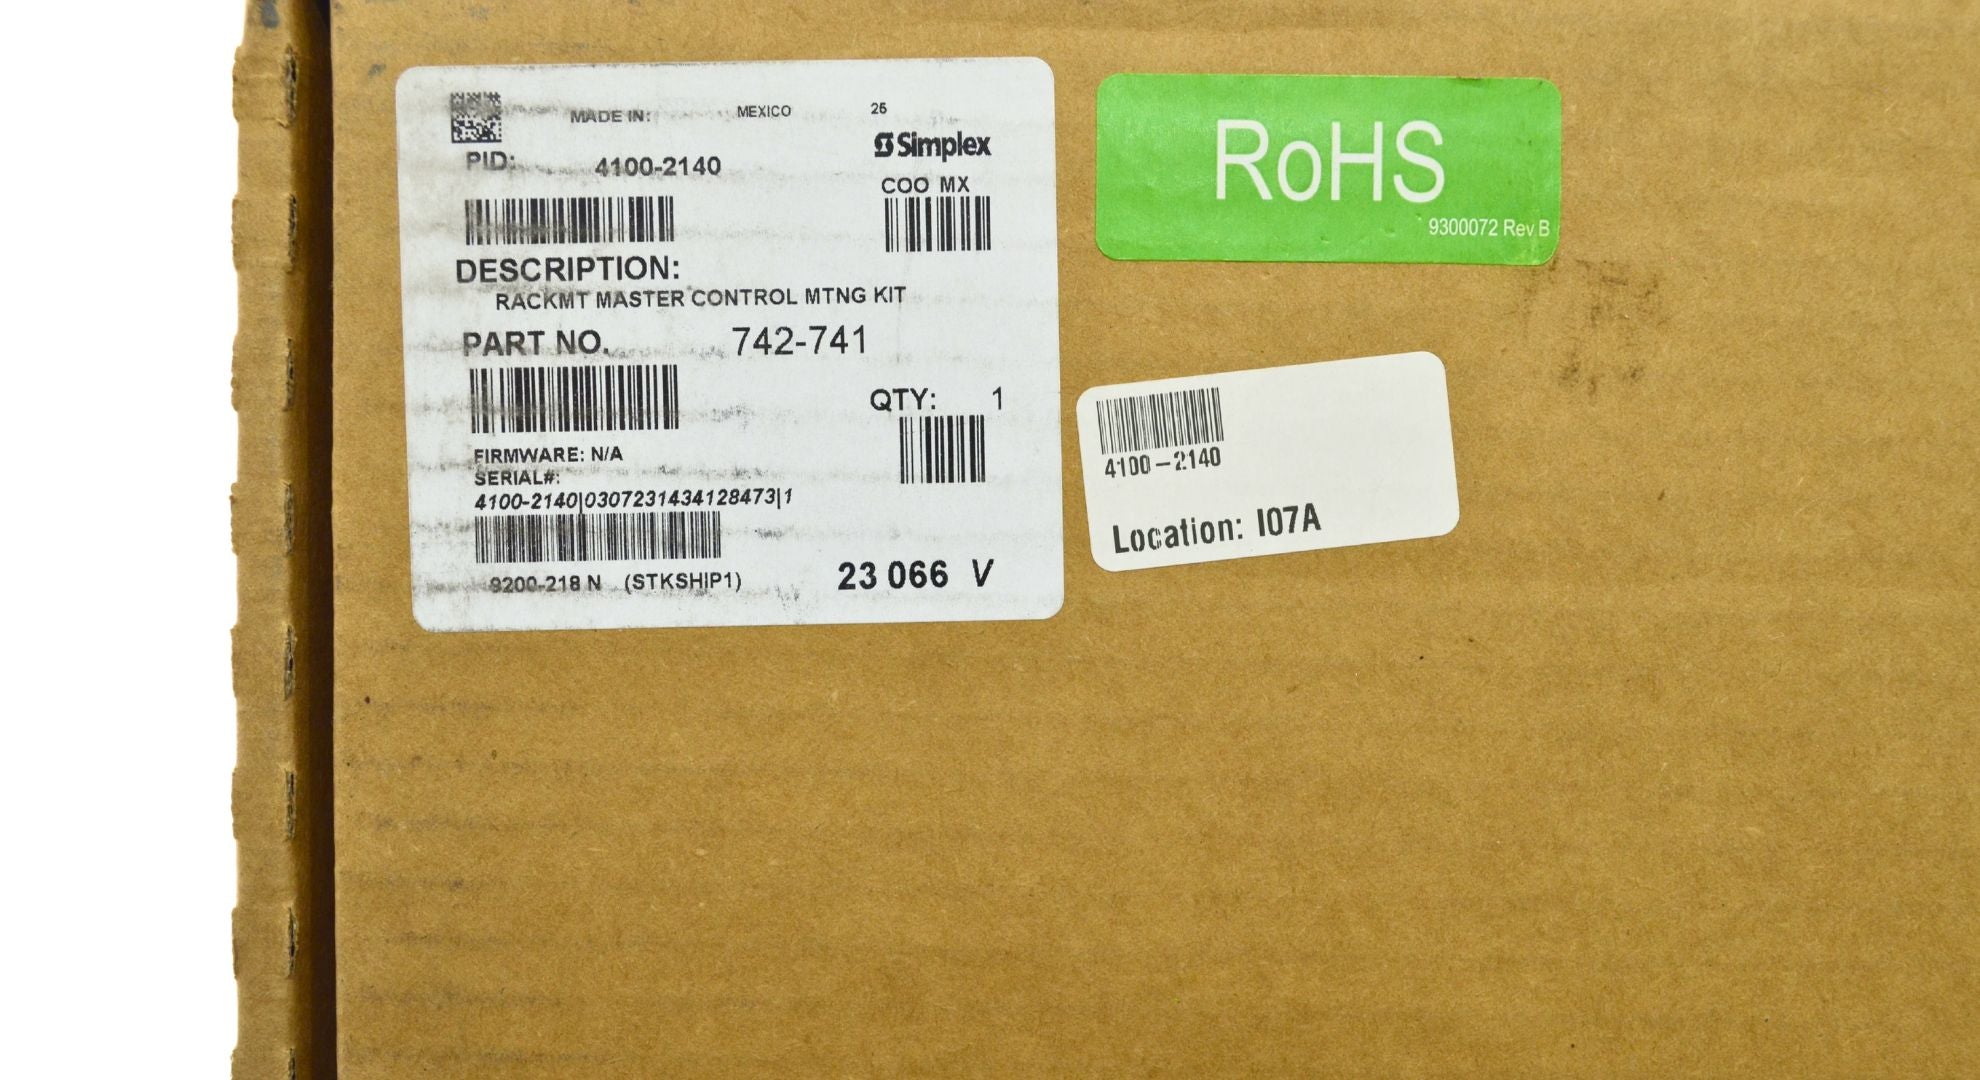 MADE IN: MEXICO 25
Simplex
PID: 4100-2140
COO MX
DESCRIPTION:
RACKMT MASTER CONTROL MTNG KIT
PART NO. 742-741
QTY: 1
FIRMWARE: N/A
SERIAL#:
4100-2140|0307231434128473|1
9200-218 N (STKSHIP1)
23 066 V
RoHS
9300072 Rev B
4100-2140
Location: I07A